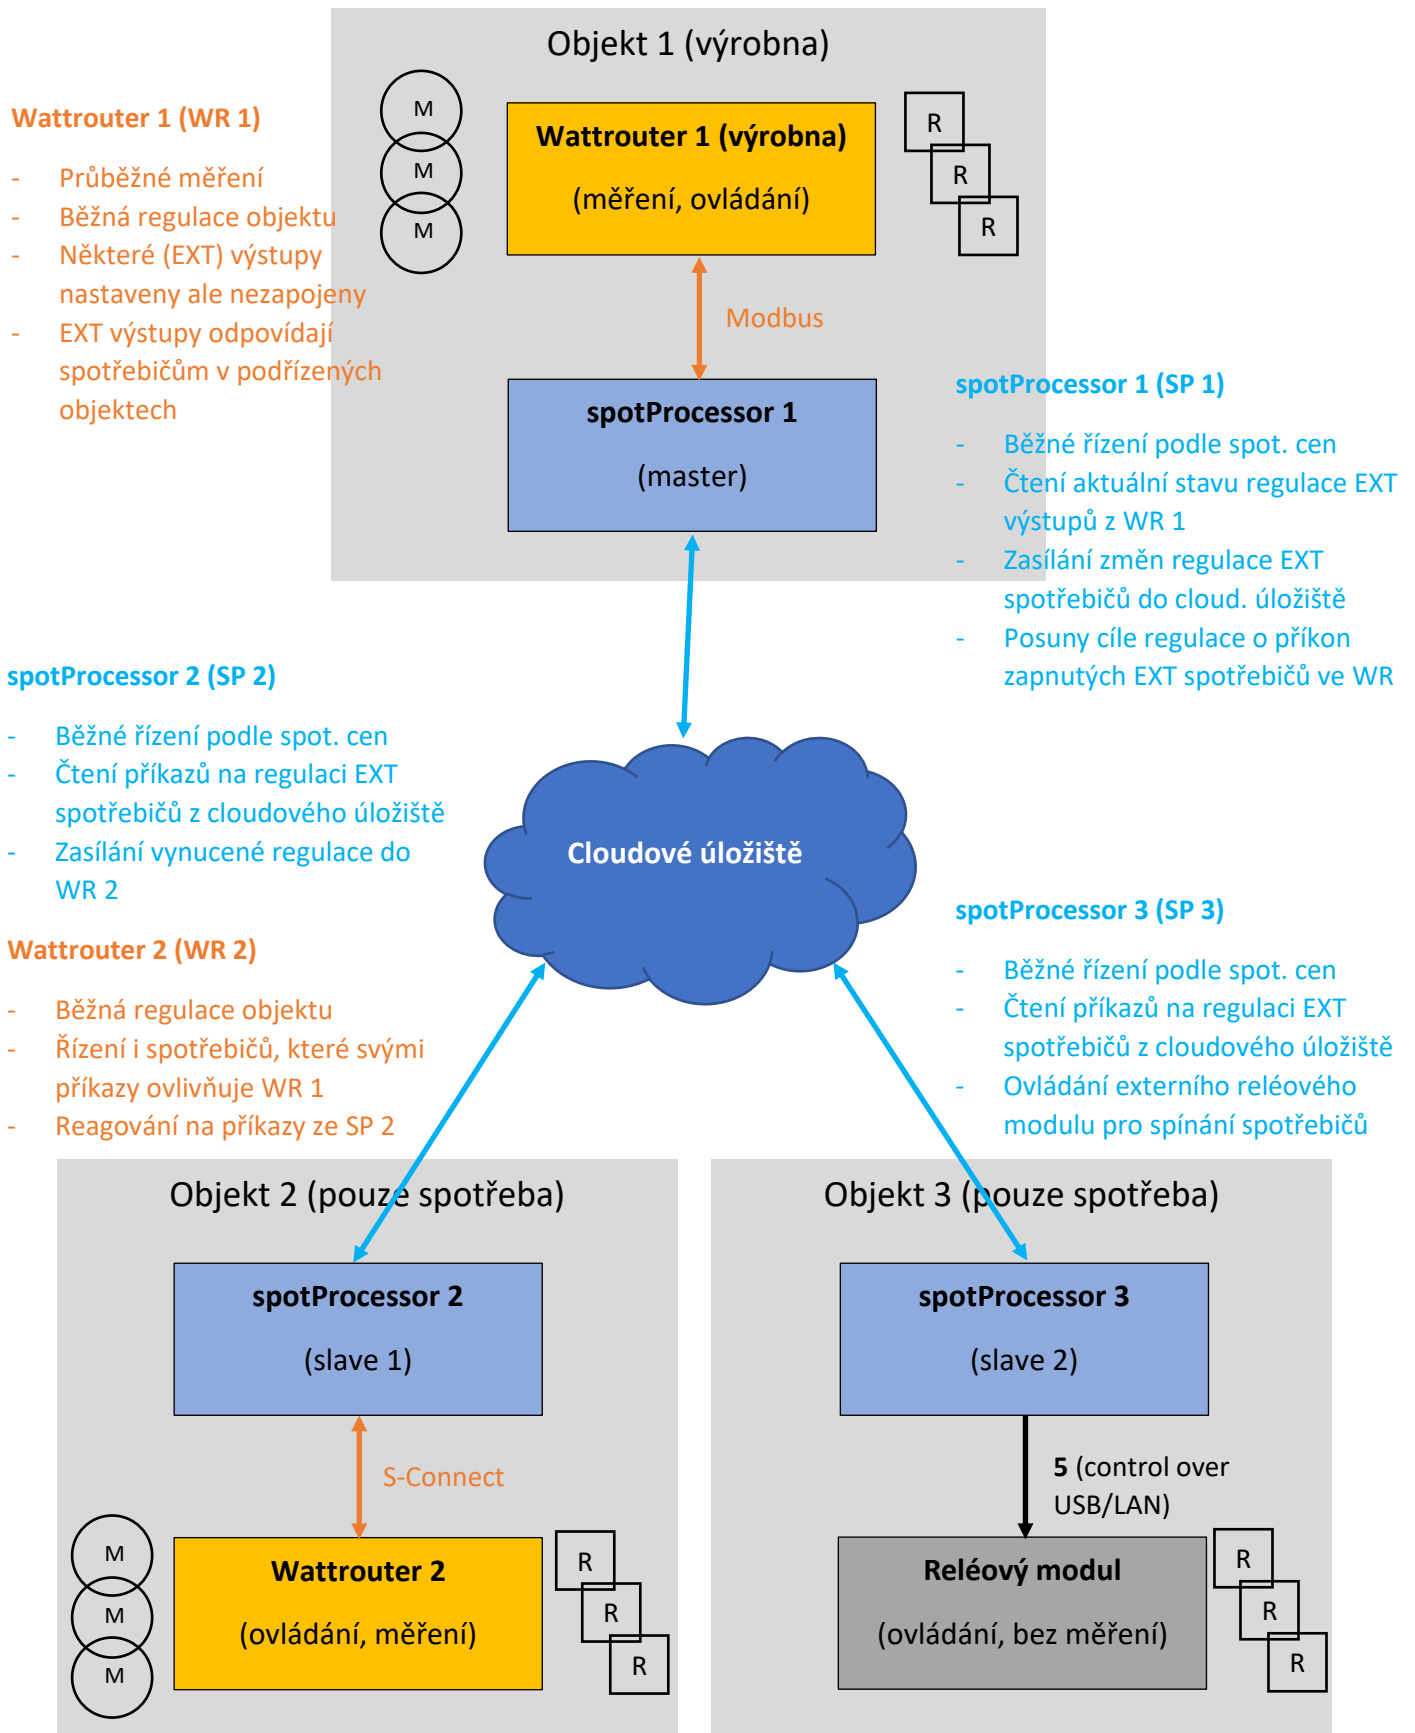 Objekt 1 (výrobna)
Wattrouter 1 (WR 1)
- Průběžné měření
- Běžná regulace objektu
- Některé (EXT) výstupy
nastaveny ale nezapojeny
- EXT výstupy odpovídají
spotřebičům v podřízených
objektech
M
M
M
Wattrouter 1 (výrobna)
(měření, ovládání)
R
R
R
Modbus
spotProcessor 1
(master)
spotProcessor 1 (SP 1)
- Běžné řízení podle spot. cen
- Čtení aktuální stavu regulace EXT
výstupů z WR 1
- Zasílání změn regulace EXT
spotřebičů do cloud. úložiště
- Posuny cíle regulace o příkon
zapnutých EXT spotřebičů ve WR
spotProcessor 2 (SP 2)
- Běžné řízení podle spot. cen
- Čtení příkazů na regulaci EXT
spotřebičů z cloudového úložiště
- Zasílání vynucené regulace do
WR 2
Wattrouter 2 (WR 2)
- Běžná regulace objektu
- Řízení i spotřebičů, které svými
příkazy ovlivňuje WR 1
- Reagování na příkazy ze SP 2
Cloudové úložiště
spotProcessor 3 (SP 3)
- Běžné řízení podle spot. cen
- Čtení příkazů na regulaci EXT
spotřebičů z cloudového úložiště
- Ovládání externího reléového
modulu pro spínání spotřebičů
Objekt 2 (pouze spotřeba)
spotProcessor 2
(slave 1)
S-Connect
M
M
M
Wattrouter 2
(ovládání, měření)
R
R
R
Objekt 3 (pouze spotřeba)
spotProcessor 3
(slave 2)
5 (control over
USB/LAN)
Reléový modul
(ovládání, bez měření)
R
R
R